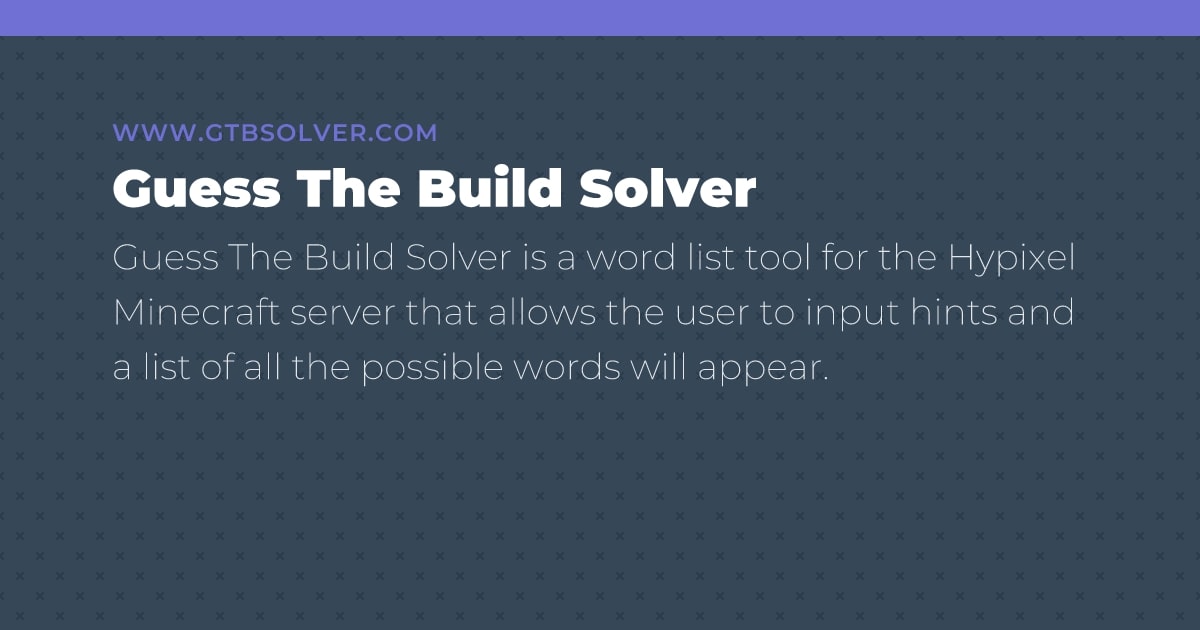 WWW.GTBSOLVER.COM
Guess The Build Solver
Guess The Build Solver is a word list tool for the Hypixel
Minecraft server that allows the user to input hints and
a list of all the possible words will appear.